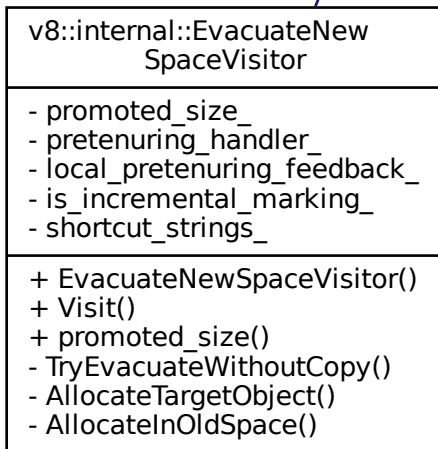 v8::internal::EvacuateNew
SpaceVisitor
- promoted_size_
- pretenuring_handler_
- local_pretenuring_feedback_
- is_incremental_marking_
- shortcut_strings_
+ EvacuateNewSpaceVisitor()
+ Visit()
+ promoted_size()
- TryEvacuateWithoutCopy()
- AllocateTargetObject()
- AllocateInOldSpace()